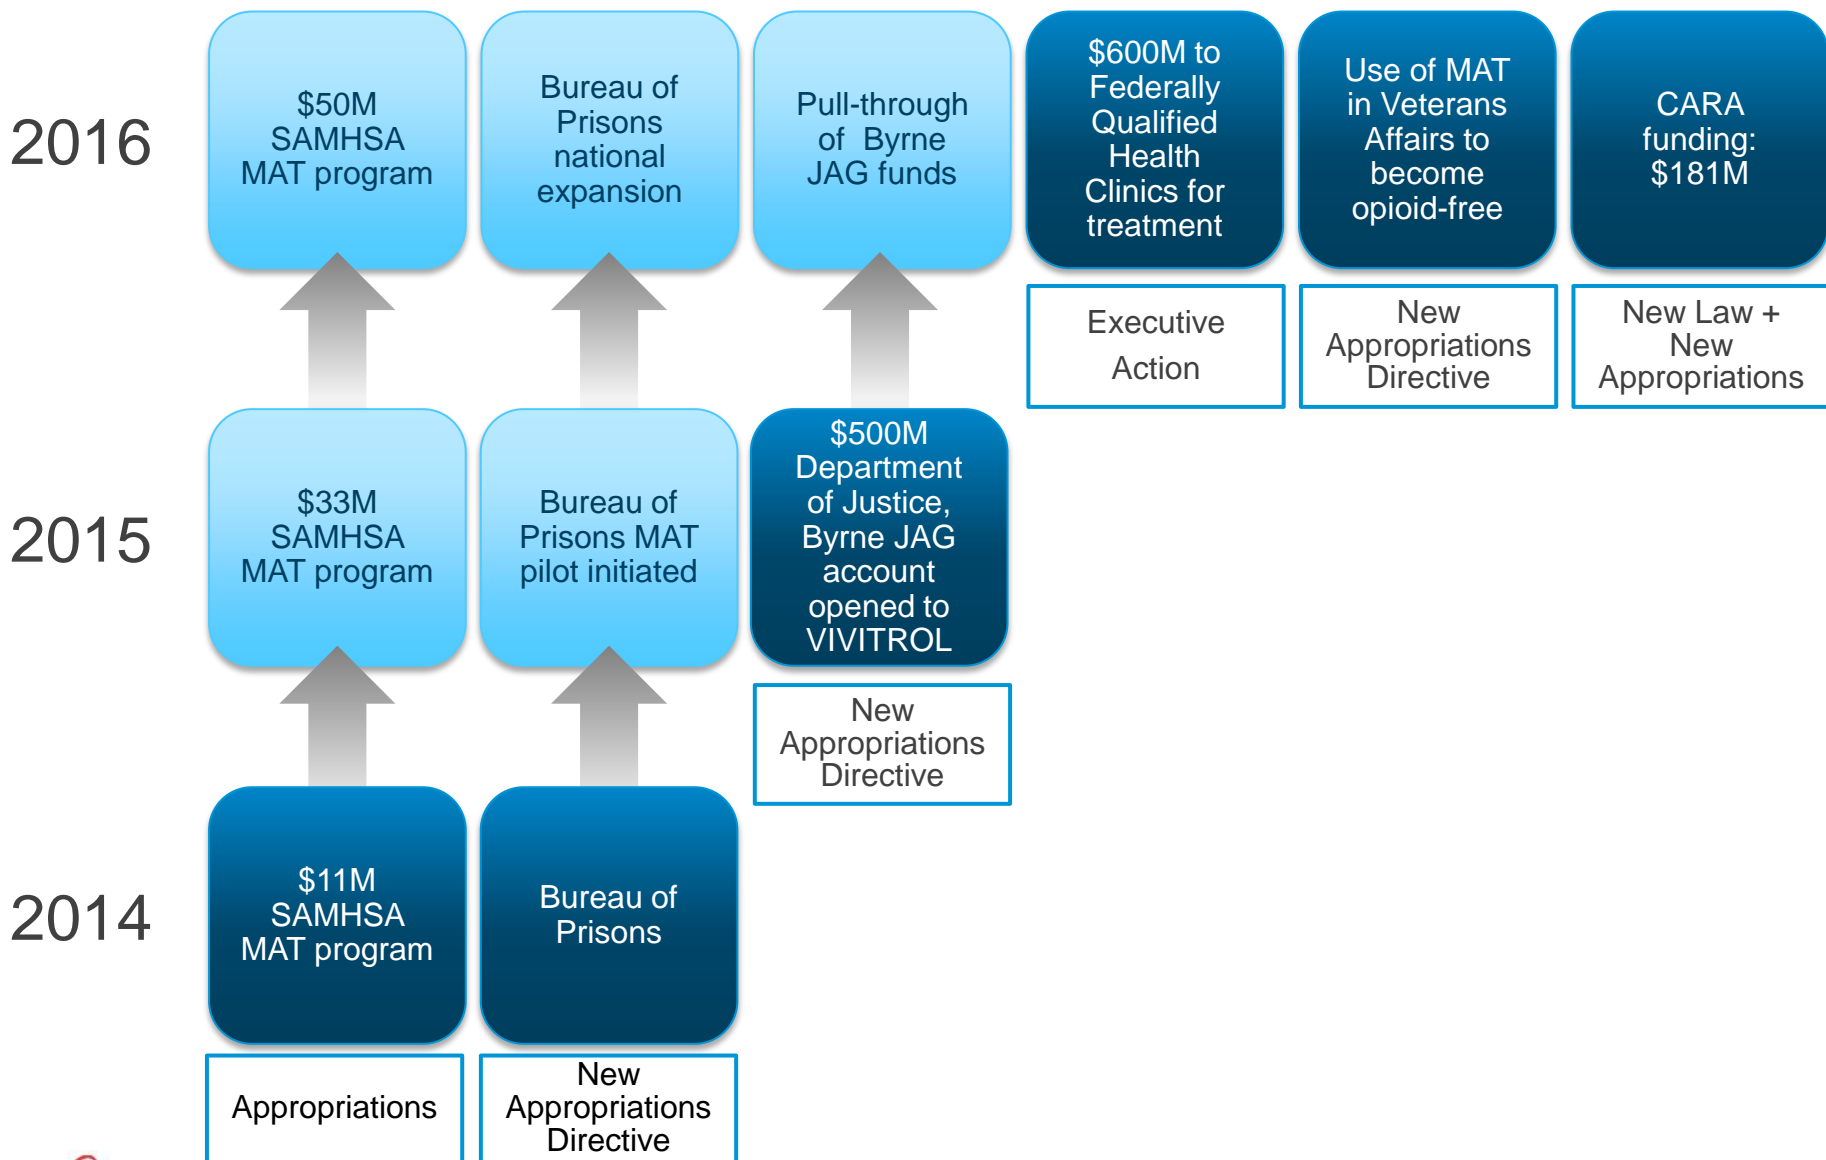 2016
$50M
SAMHSA
MAT program
Bureau of
Prisons
national
expansion
Pull-through
of Byrne
JAG funds
$600M to
Federally
Qualified
Health
Clinics for
treatment
Use of MAT
in Veterans
Affairs to
become
opioid-free
CARA
funding:
$181M
Executive
Action
New
Appropriations
Directive
New Law +
New
Appropriations
2015
$33M
SAMHSA
MAT program
Bureau of
Prisons MAT
pilot initiated
$500M
Department
of Justice,
Byrne JAG
account
opened to
VIVITROL
New
Appropriations
Directive
2014
$11M
SAMHSA
MAT program
Bureau of
Prisons
Appropriations
New
Appropriations
Directive